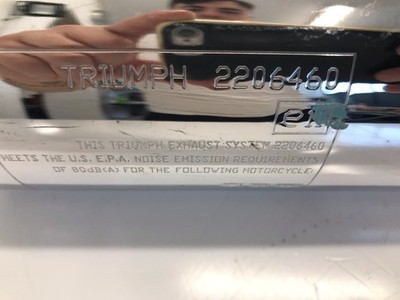 TRIUMPH 2206460
THIS TRIUMPH EXHAUST SYSTEM 2206460
MEETS THE U.S. E.P.A. NOISE EMISSION REQUIREMENTS
OF 80dB(A) FOR THE FOLLOWING MOTORCYCLE